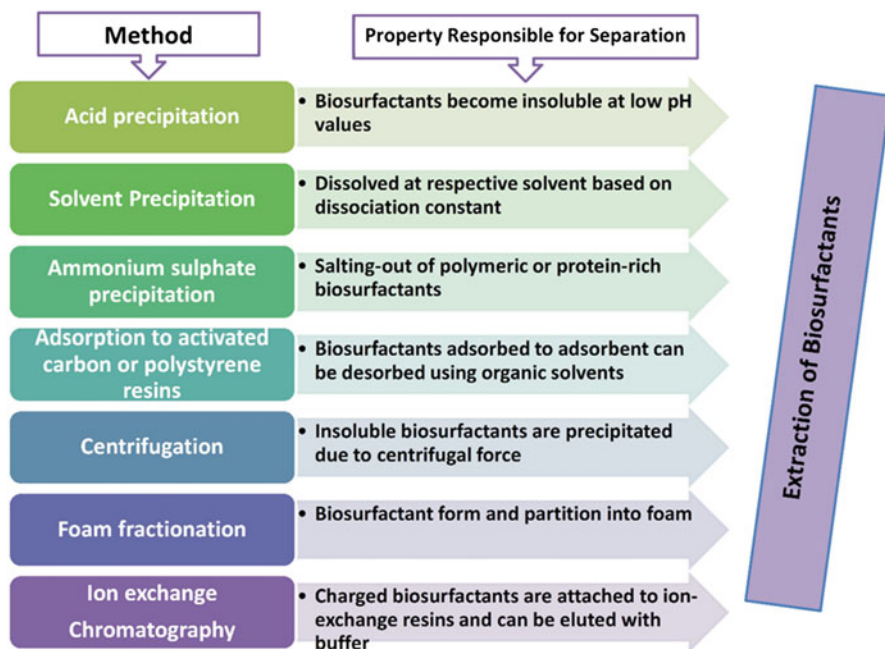 Method
Property Responsible for Separation
Acid precipitation
• Biosurfactants become insoluble at low pH
values
Solvent Precipitation
• Dissolved at respective solvent based on
dissociation constant
Ammonium sulphate
precipitation
• Salting-out of polymeric or protein-rich
biosurfactants
Adsorption to activated
carbon or polystyrene
resins
• Biosurfactants adsorbed to adsorbent can
be desorbed using organic solvents
Centrifugation
• Insoluble biosurfactants are precipitated
due to centrifugal force
Foam fractionation
• Biosurfactant form and partition into foam
Ion exchange
Chromatography
• Charged biosurfactants are attached to ion-
exchange resins and can be eluted with
buffer
Extraction of Biosurfactants